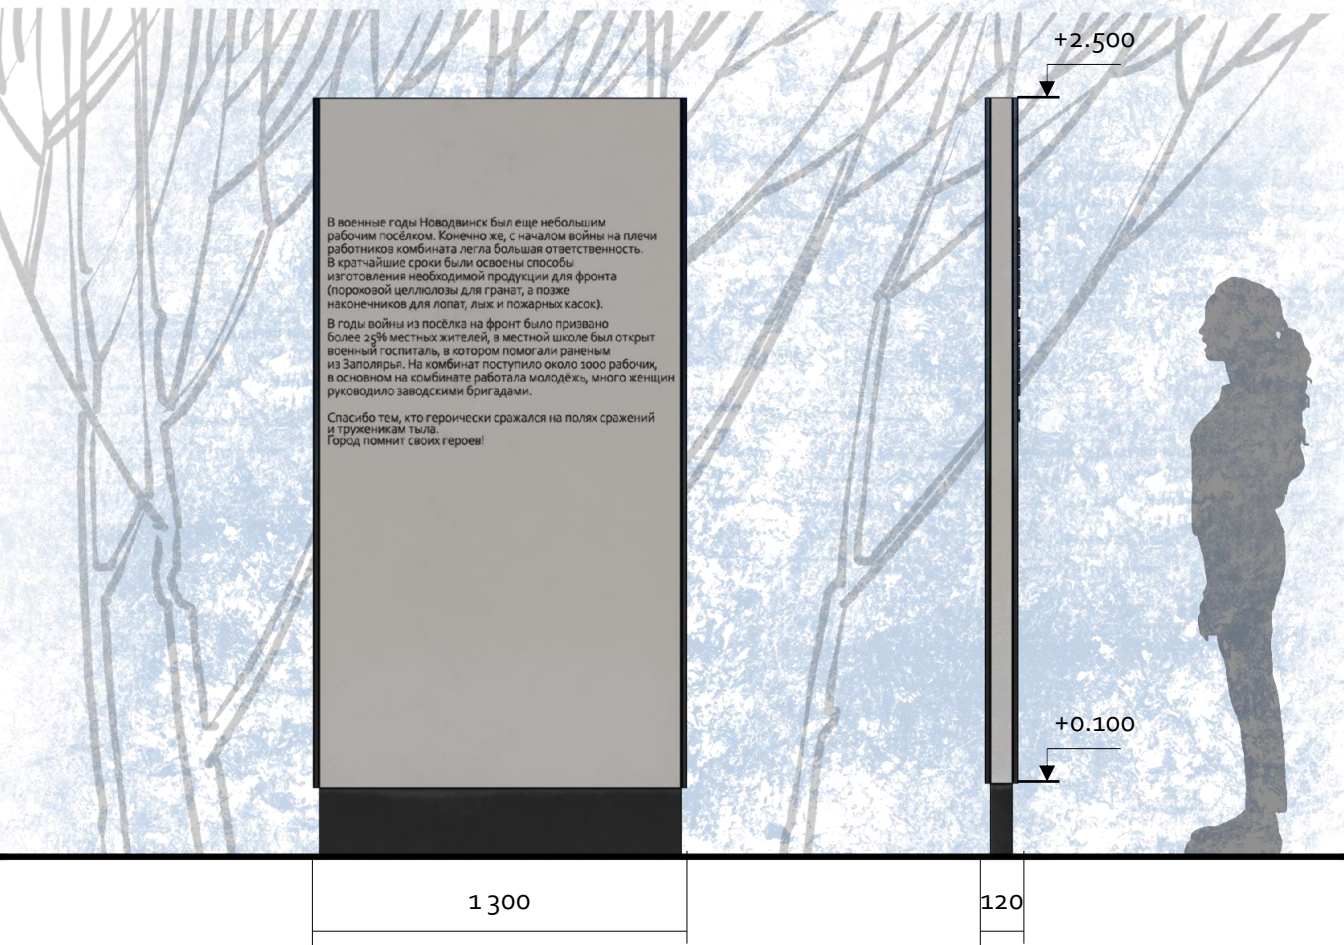 +2.500
В военные годы Новодвинск был еще небольшим
рабочим посёлком. Конечно же, с началом войны на плечи
работников комбината легла большая ответственность.
В кратчайшие сроки были освоены способы
изготовления необходимой продукции для фронта
(пороховой целлюлозы для гранат, а позже
наконечников для лопат, лыж и пожарных касок).
В годы войны из посёлка на фронт было призвано
более 25% местных жителей, в местной школе был открыт
военный госпиталь, в котором помогали раненым
из Заполярья. На комбинат поступило около 1000 рабочих,
в основном на комбинате работала молодёжь, много женщин
руководило заводскими бригадами.
Спасибо тем, кто героически сражался на полях сражений
и труженикам тыла.
Город помнит своих героев!
+0.100
1 300
120